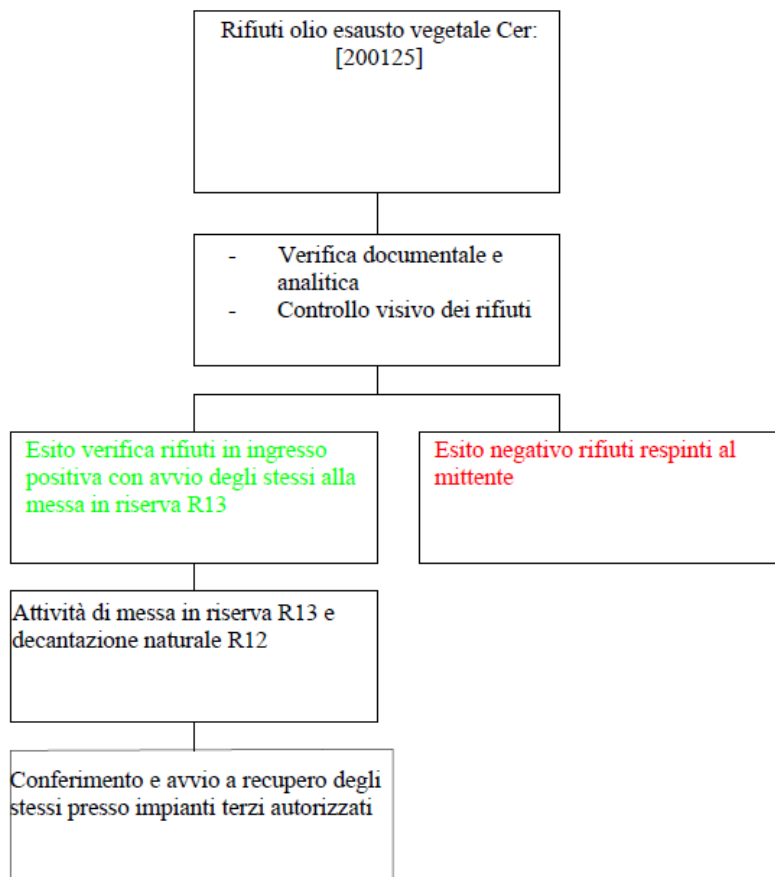 Rifiuti olio esausto vegetale Cer:
[200125]
- Verifica documentale e
analitica
- Controllo visivo dei rifiuti
Esito verifica rifiuti in ingresso
positiva con avvio degli stessi alla
messa in riserva R13
Esito negativo rifiuti respinti al
mittente
Attività di messa in riserva R13 e
decantazione naturale R12
Conferimento e avvio a recupero degli
stessi presso impianti terzi autorizzati